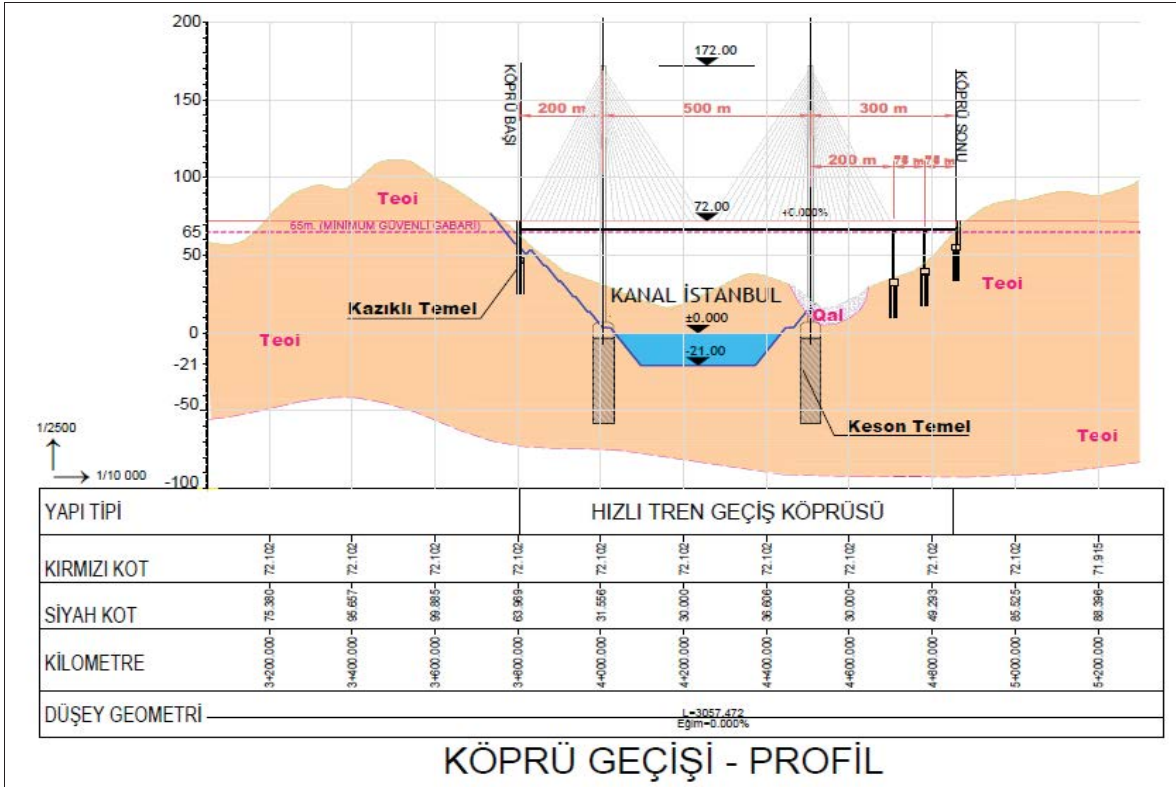 200
172.00
KÖPRÜ BAŞI
KÖPRÜ SONU
150
200 m
500 m
300 m
200 m
100
Teoi
72.00
+0.000%
65m. (MİNİMUM GÜVENLİ GABARİ)
65
50
Kazıklı Temel
KANAL İSTANBUL
±0.000
Qal
Teoi
0
Teoi
-21
-21.00
-50
Keson Temel
Teoi
1/2500
1/10 000
-100
YAPI TİPİ
HIZLI TREN GEÇİŞ KÖPRÜSÜ
KIRMIZI KOT
72.102 72.102 72.102 72.102 72.102 72.102 72.102 72.102 72.102 72.102 71.915
SİYAH KOT
75.380 95.657 99.885 63.969 31.556 30.000 36.606 30.000 49.293 85.525 88.396
KİLOMETRE
3+200.000 3+400.000 3+600.000 3+800.000 4+000.000 4+200.000 4+400.000 4+600.000 4+800.000 5+000.000 5+200.000
DÜŞEY GEOMETRİ
L=3057.472
Eğim=0.000%
KÖPRÜ GEÇİŞİ - PROFİL